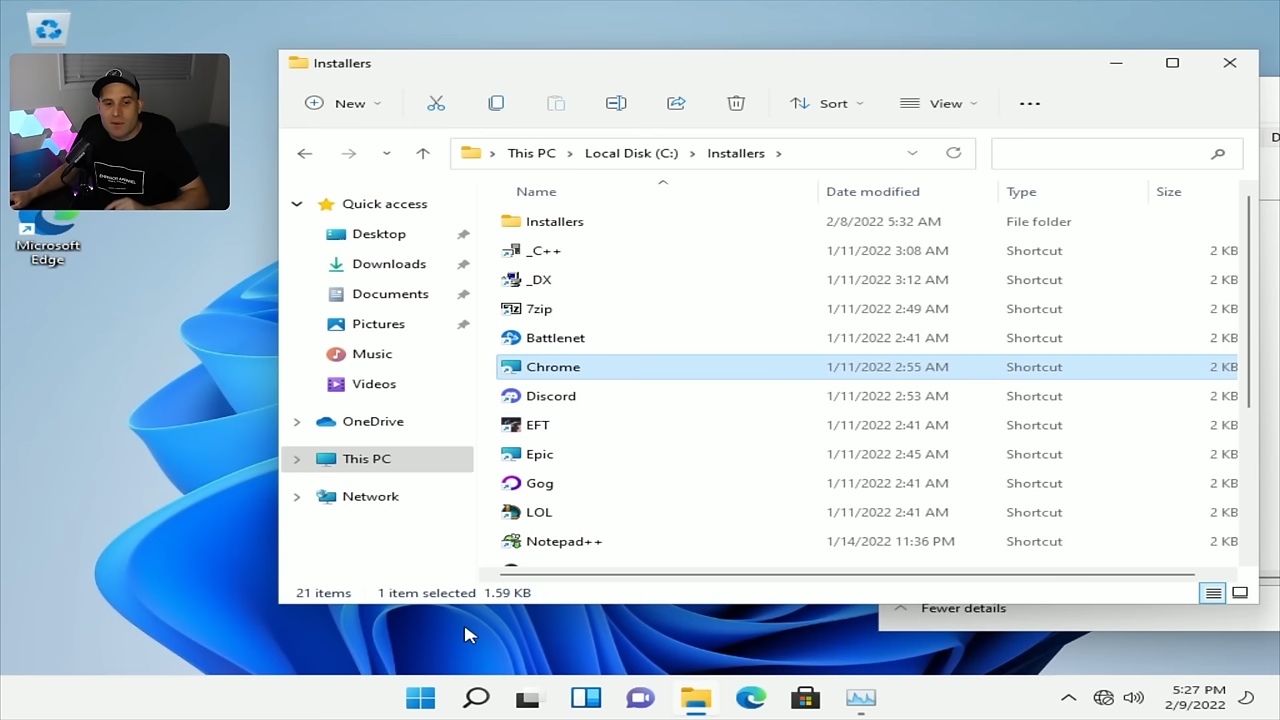 Installers
New
Sort
View
This PC
Local Disk (C:)
Installers
Name
Date modified
Type
Size
Quick access
Desktop
Downloads
Documents
Pictures
Music
Videos
OneDrive
This PC
Network
Installers 2/8/2022 5:32 AM File folder
_C++ 1/11/2022 3:08 AM Shortcut 2 KB
_DX 1/11/2022 3:12 AM Shortcut 2 KB
7zip 1/11/2022 2:49 AM Shortcut 2 KB
Battlenet 1/11/2022 2:41 AM Shortcut 2 KB
Chrome 1/11/2022 2:55 AM Shortcut 2 KB
Discord 1/11/2022 2:53 AM Shortcut 2 KB
EFT 1/11/2022 2:41 AM Shortcut 2 KB
Epic 1/11/2022 2:45 AM Shortcut 2 KB
Gog 1/11/2022 2:41 AM Shortcut 2 KB
LOL 1/11/2022 2:41 AM Shortcut 2 KB
Notepad++ 1/14/2022 11:36 PM Shortcut 2 KB
21 items 1 item selected 1.59 KB
Microsoft
Edge
D
Fewer details
5:27 PM
2/9/2022